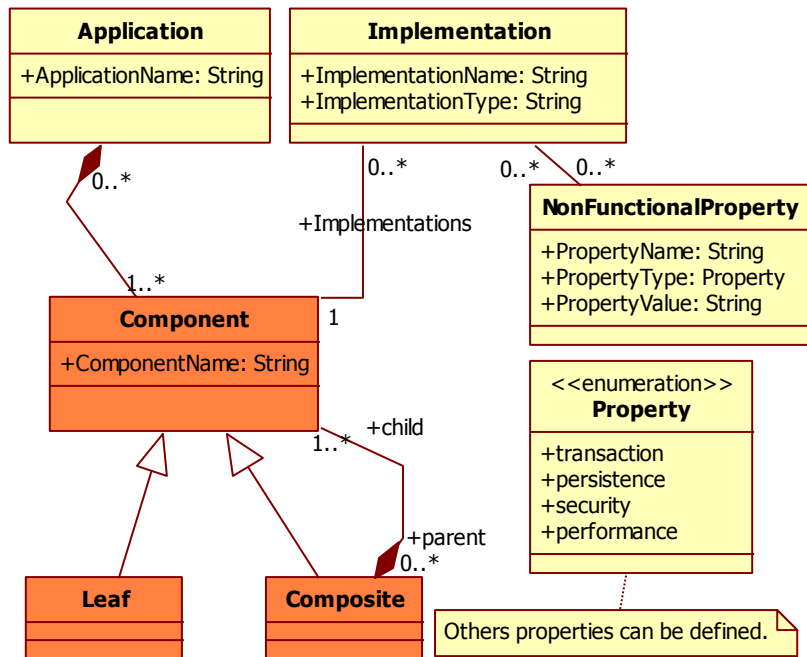 Application
+ApplicationName: String
Implementation
+ImplementationName: String
+ImplementationType: String
0..*
0..*
0..*
0..*
+Implementations
NonFunctionalProperty
+PropertyName: String
+PropertyType: Property
+PropertyValue: String
1..*
1
Component
+ComponentName: String
<<enumeration>>
Property
+transaction
+persistence
+security
+performance
+child
1..*
+parent
0..*
Leaf
Composite
Others properties can be defined.